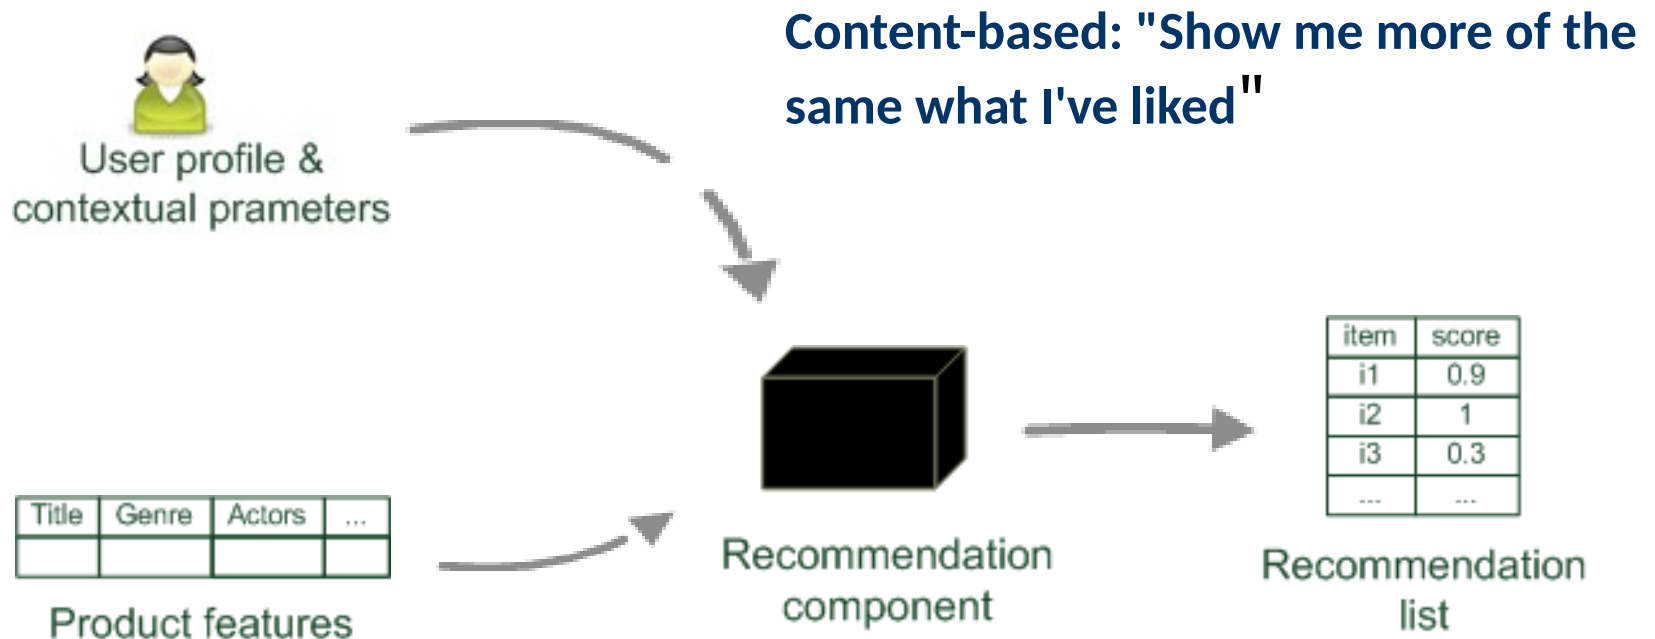 Content-based: "Show me more of the
same what I've liked"
User profile &
contextual prameters
item score
i1 0.9
i2 1
i3 0.3
... ...
Title Genre Actors ...
Product features
Recommendation
component
Recommendation
list